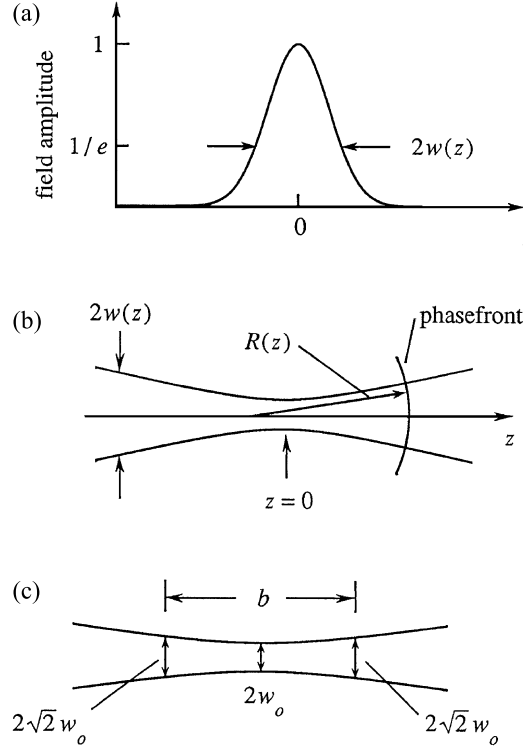 (a)
field amplitude
1
1/e
2w(z)
0
(b)
2w(z)
R(z)
phasefront
z
z = 0
(c)
b
2√2 w_o
2w_o
2√2 w_o